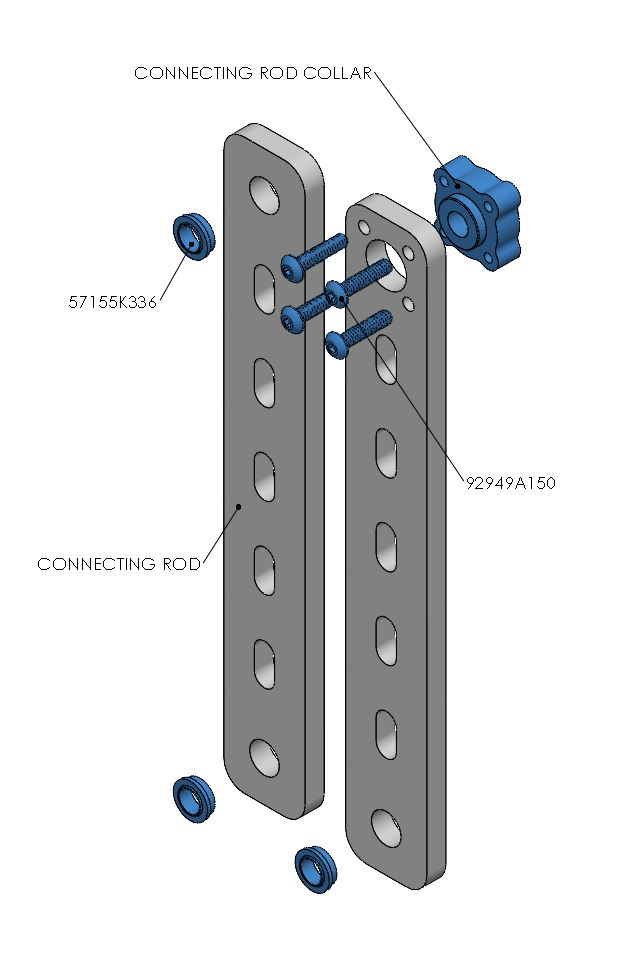 CONNECTING ROD COLLAR
57155K336
92949A150
CONNECTING ROD